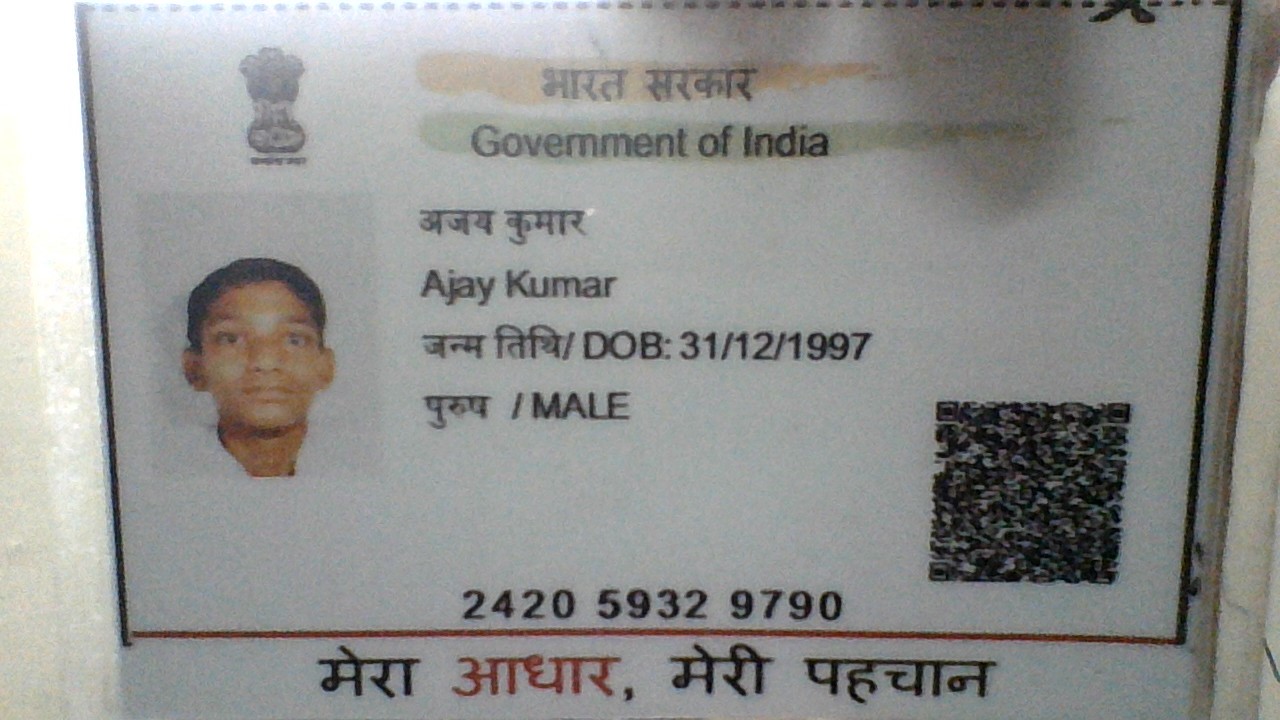 भारत सरकार
Government of India
अजय कुमार
Ajay Kumar
जन्म तिथि/ DOB: 31/12/1997
पुरुष / MALE
2420 5932 9790
मेरा आधार, मेरी पहचान